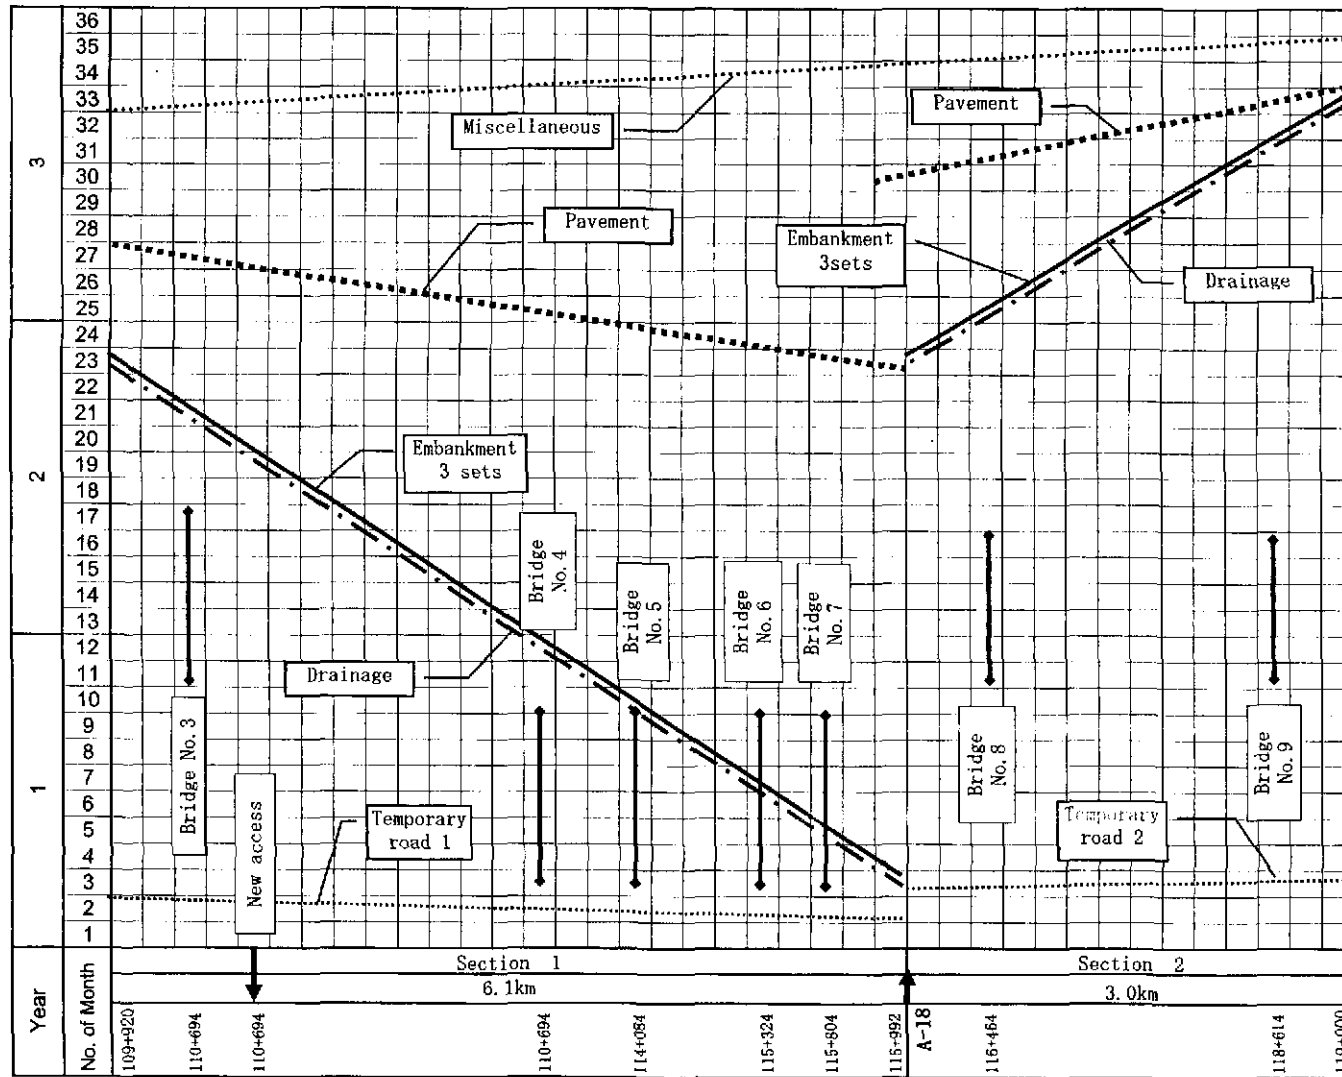 36
35
34
33
32
31
30
29
28
27
26
25
24
23
22
21
20
19
18
17
16
15
14
13
12
11
10
9
8
7
6
5
4
3
2
1
3
2
1
Year
No. of Month
Miscellaneous
Pavement
Pavement
Embankment
3sets
Drainage
Embankment
3 sets
Drainage
Bridge No.3
New access
Temporary
road 1
Bridge
No.4
Bridge
No.5
Bridge
No.6
Bridge
No.7
Bridge
No.8
Bridge
No.9
Temporary
road 2
Section 1
Section 2
6.1km
3.0km
109+920
110+694
110+694
110+694
114+084
115+324
115+804
115+992
A-18
116+464
118+614
119+000